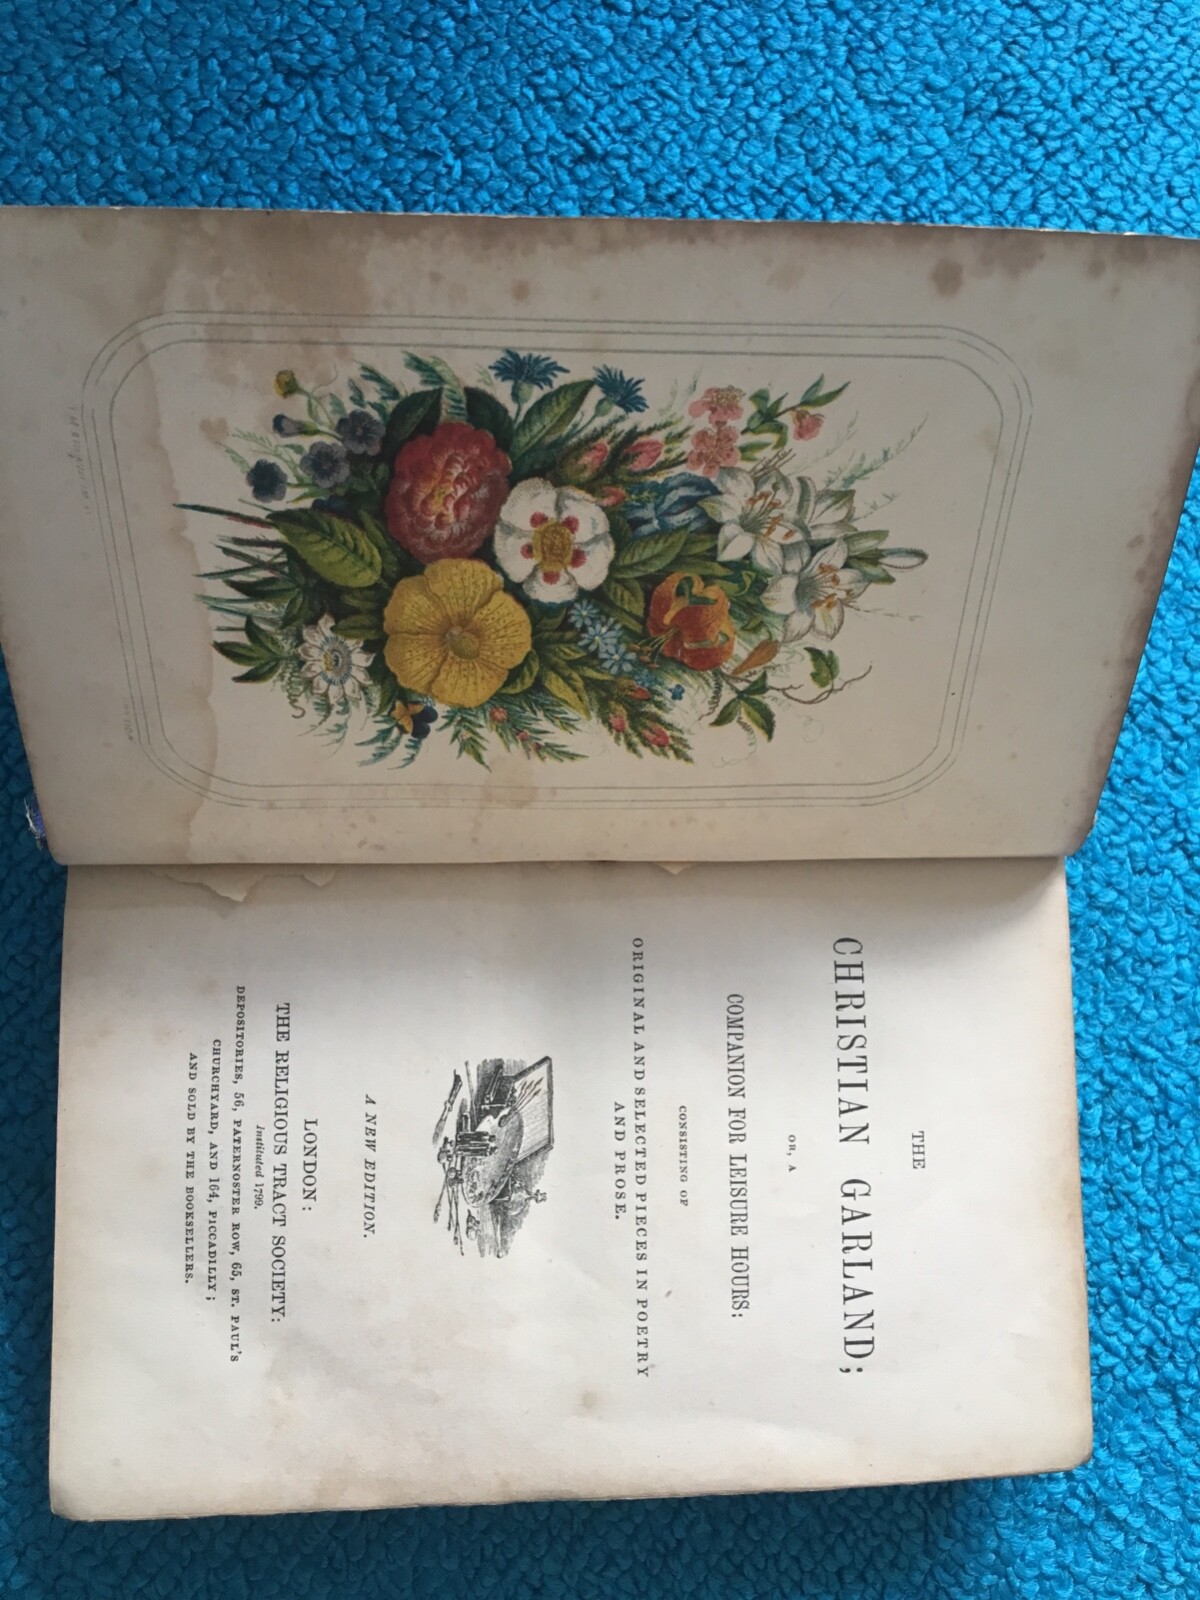 THE
CHRISTIAN GARLAND;
OR, A
COMPANION FOR LEISURE HOURS;
CONSISTING OF
ORIGINAL AND SELECTED PIECES IN POETRY
AND PROSE.
A NEW EDITION.
LONDON:
THE RELIGIOUS TRACT SOCIETY:
Instituted 1799.
DEPOSITORIES, 56, PATERNOSTER ROW, 65, ST. PAUL'S
CHURCHYARD, AND 164, PICCADILLY;
AND SOLD BY THE BOOKSELLERS.